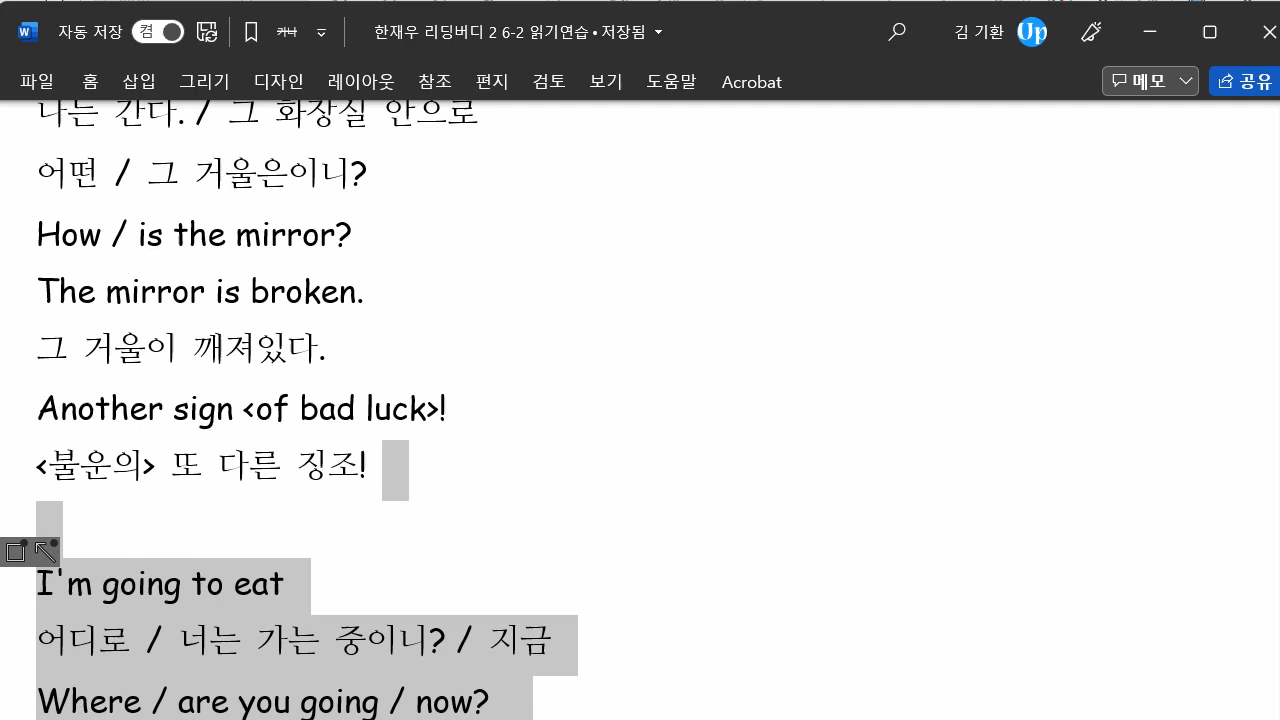 자동 저장 켬 가나 한재우 리딩버디 2 6-2 읽기연습 • 저장됨 김 기환 Up
파일 홈 삽입 그리기 디자인 레이아웃 참조 편지 검토 보기 도움말 Acrobat 메모 공유
나는 간다. / 그 화장실 안으로
어떤 / 그 거울은이니?
How / is the mirror?
The mirror is broken.
그 거울이 깨져있다.
Another sign <of bad luck>!
<불운의> 또 다른 징조!
I'm going to eat
어디로 / 너는 가는 중이니? / 지금
Where / are you going / now?